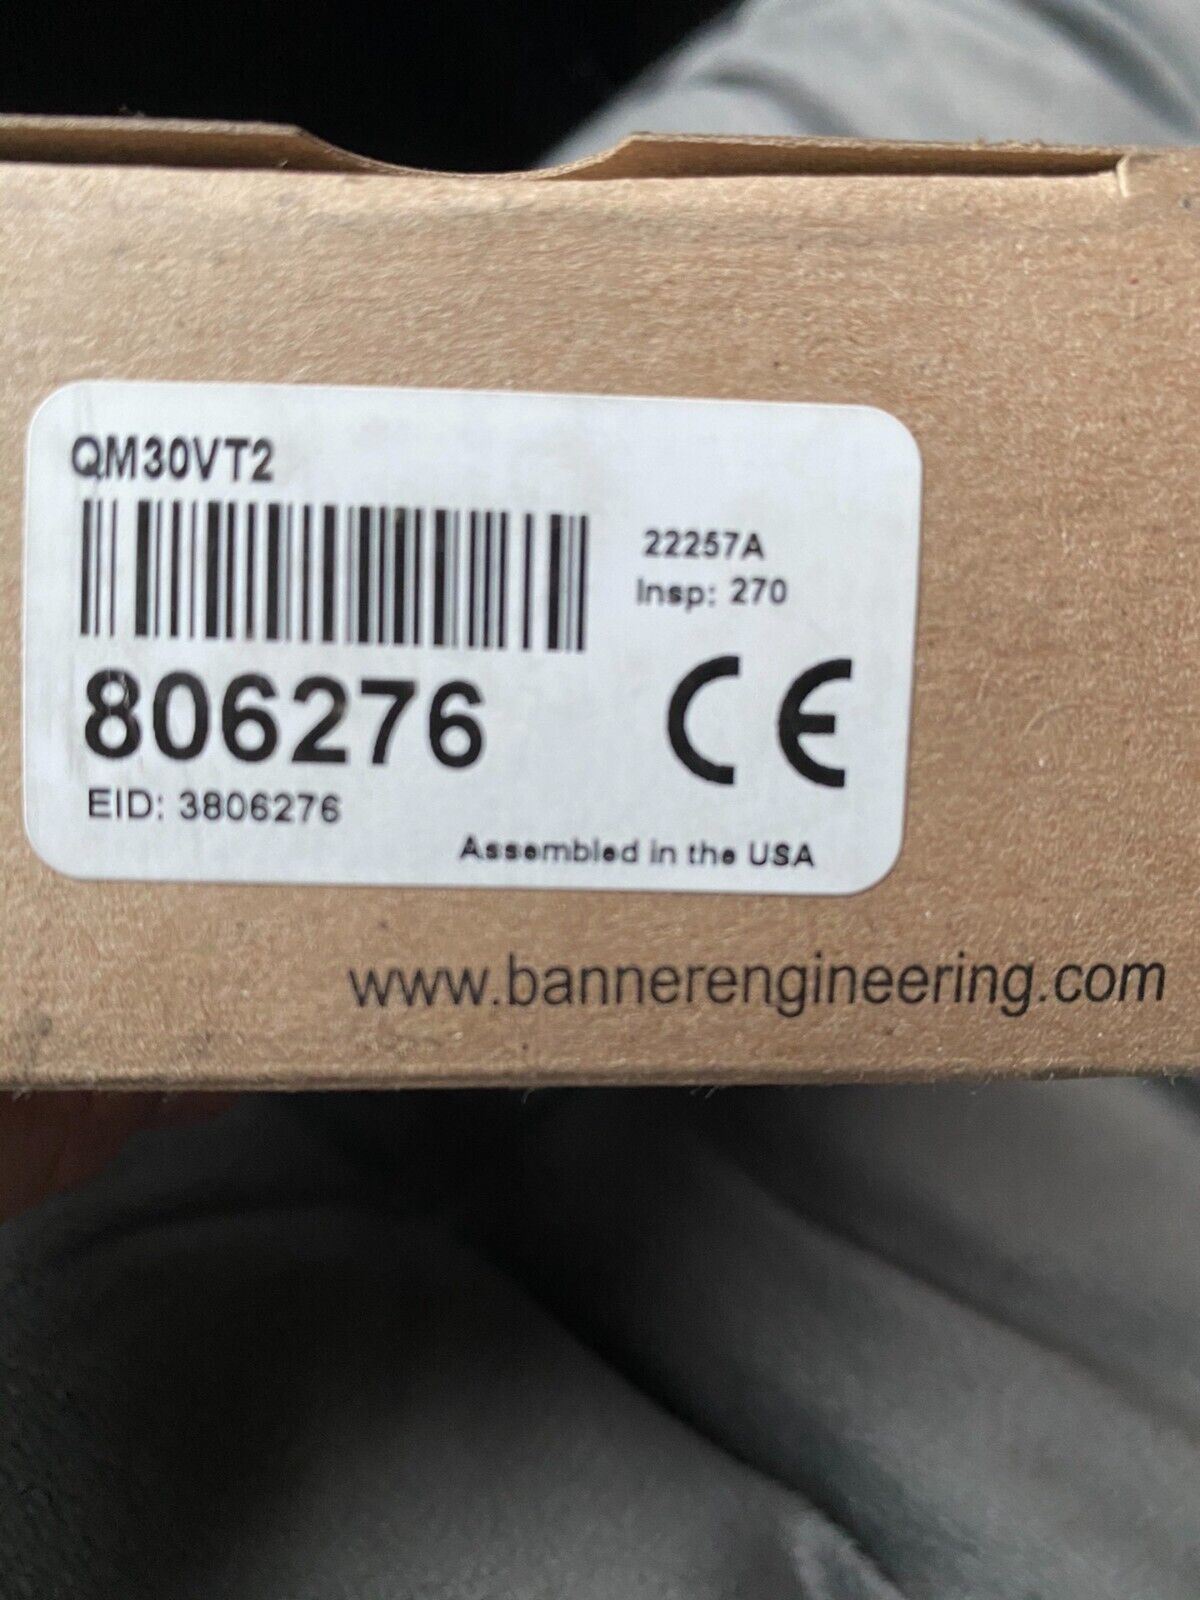 QM30VT2
22257A
Insp: 270
806276
CE
EID: 3806276
Assembled in the USA
www.bannerengineering.com